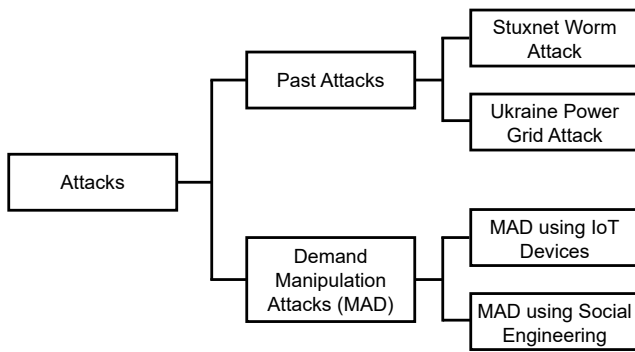 Attacks
Past Attacks
Stuxnet Worm
Attack
Ukraine Power
Grid Attack
Demand
Manipulation
Attacks (MAD)
MAD using IoT
Devices
MAD using Social
Engineering